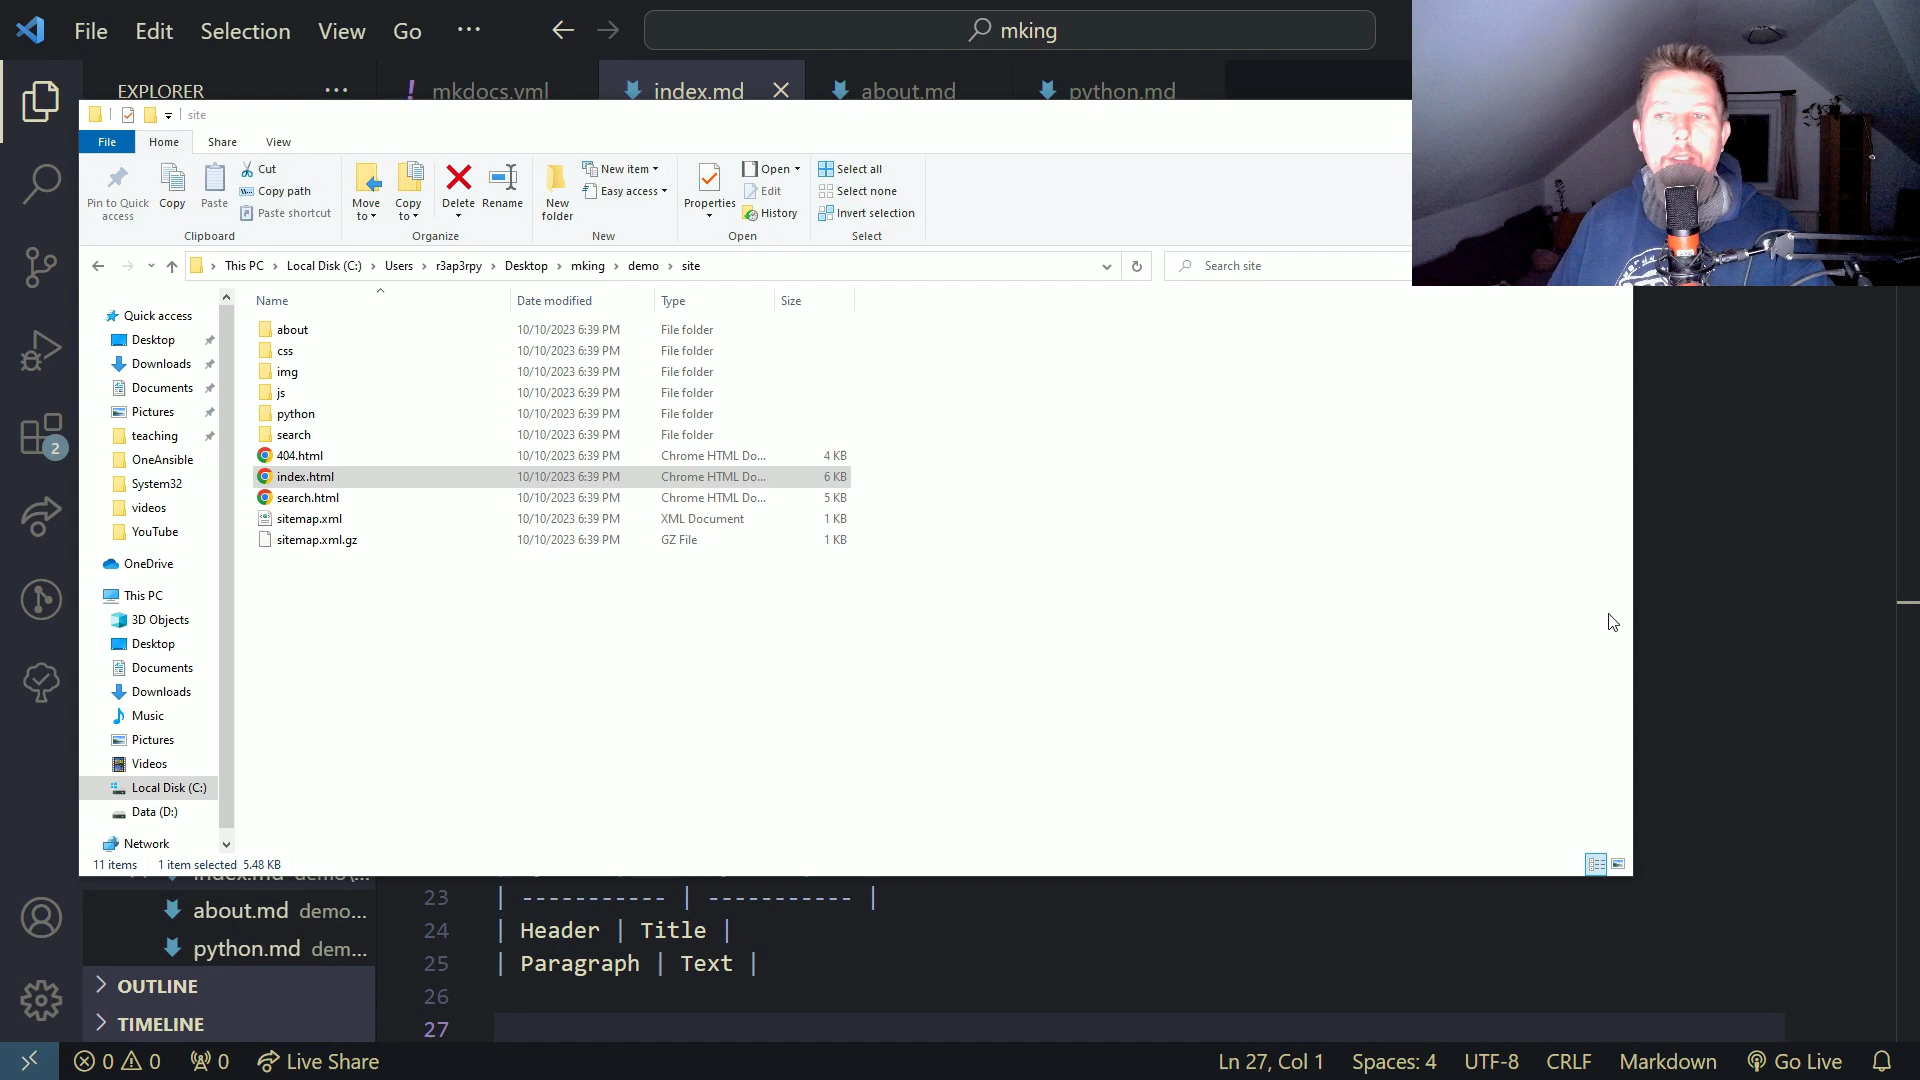 File Edit Selection View Go ··· mking
EXPLORER ··· ! mkdocs.yml index.md about.md python.md
site
File Home Share View
Pin to Quick access
Copy
Paste
Cut
Copy path
Paste shortcut
Clipboard
Move to
Copy to
Delete
Rename
Organize
New folder
New item
Easy access
New
Properties
Open
Edit
History
Open
Select all
Select none
Invert selection
Select
This PC > Local Disk (C:) > Users > r3ap3rpy > Desktop > mking > demo > site
Search site
Quick access
Desktop
Downloads
Documents
Pictures
teaching
OneAnsible
System32
videos
YouTube
OneDrive
This PC
3D Objects
Desktop
Documents
Downloads
Music
Pictures
Videos
Local Disk (C:)
Data (D:)
Network
Name Date modified Type Size
about 10/10/2023 6:39 PM File folder
css 10/10/2023 6:39 PM File folder
img 10/10/2023 6:39 PM File folder
js 10/10/2023 6:39 PM File folder
python 10/10/2023 6:39 PM File folder
search 10/10/2023 6:39 PM File folder
404.html 10/10/2023 6:39 PM Chrome HTML Do... 4 KB
index.html 10/10/2023 6:39 PM Chrome HTML Do... 6 KB
search.html 10/10/2023 6:39 PM Chrome HTML Do... 5 KB
sitemap.xml 10/10/2023 6:39 PM XML Document 1 KB
sitemap.xml.gz 10/10/2023 6:39 PM GZ File 1 KB
11 items 1 item selected 5.48 KB
2
index.md demo\...
about.md demo...
python.md dem...
OUTLINE
TIMELINE
23 | ----------- | ----------- |
24 | Header | Title |
25 | Paragraph | Text |
26
27
0 0 0 Live Share Ln 27, Col 1 Spaces: 4 UTF-8 CRLF Markdown Go Live